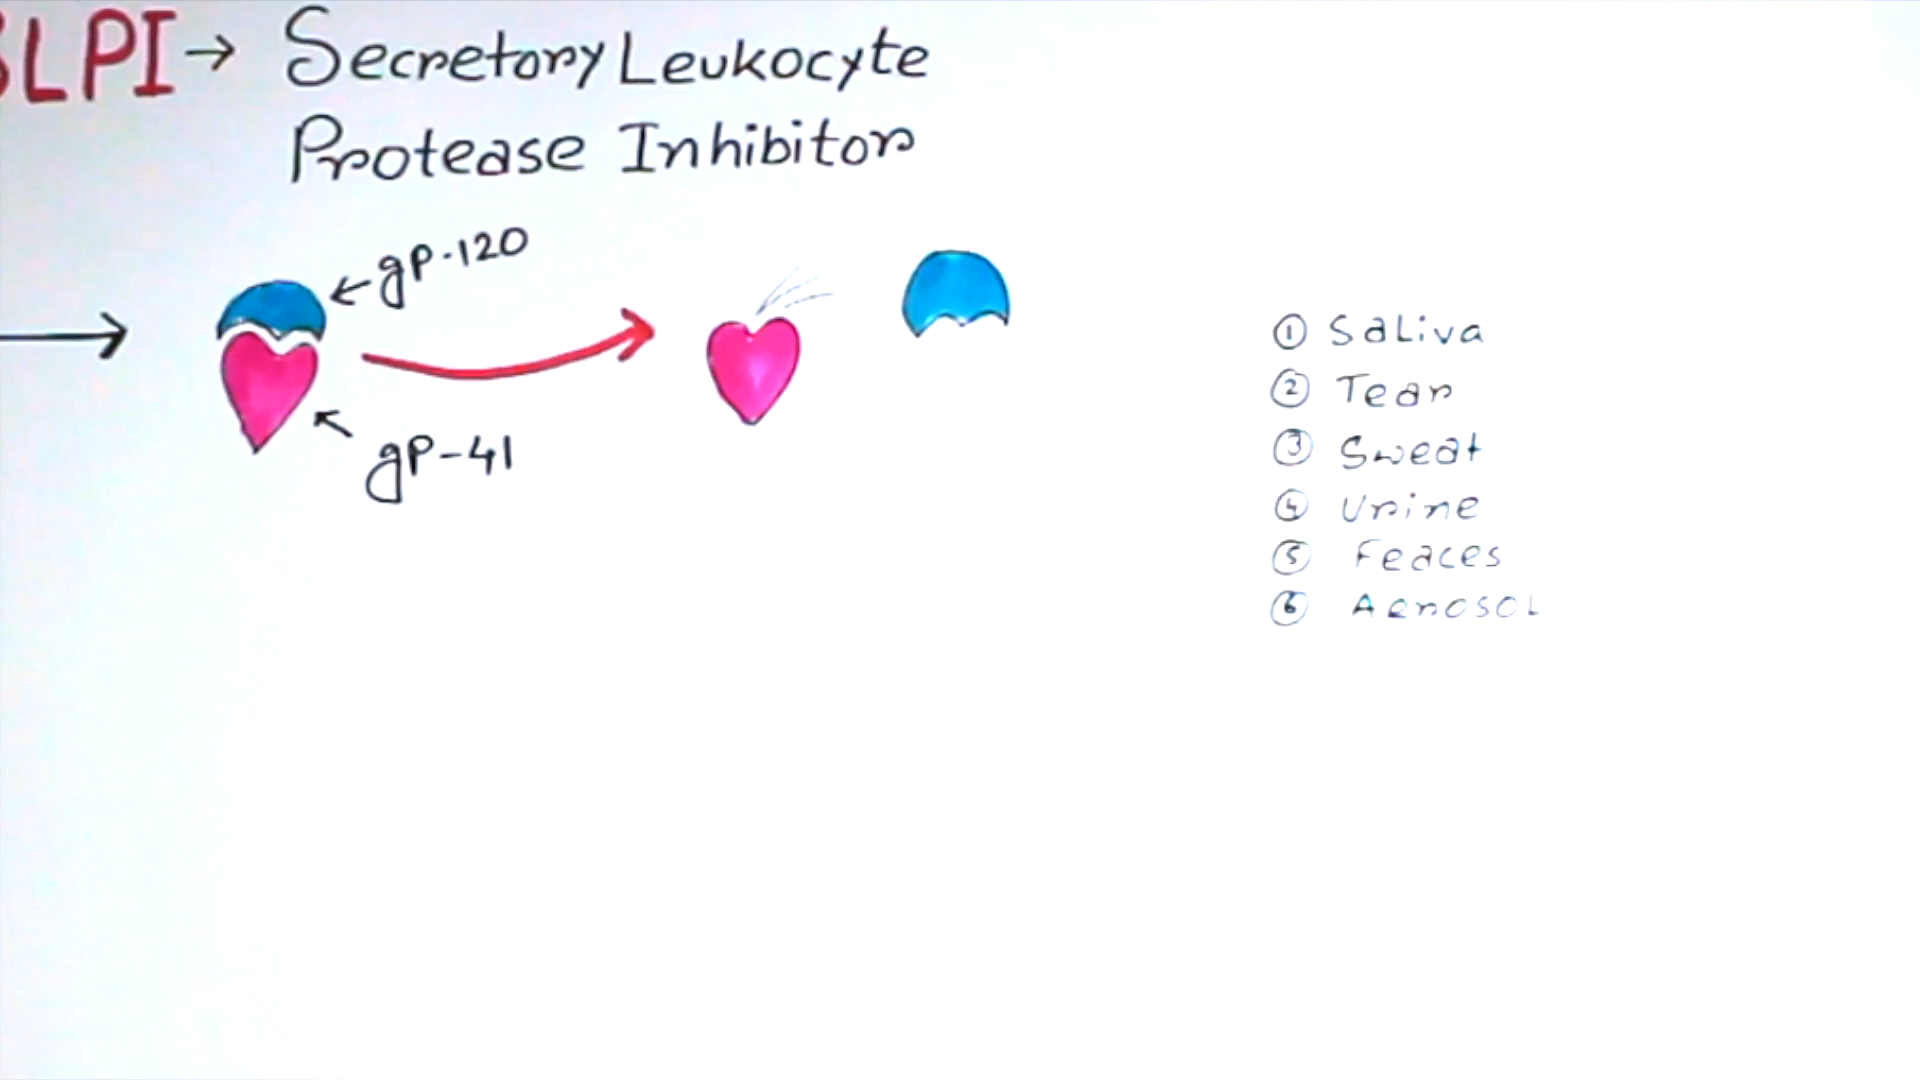 SLPI → Secretory Leukocyte
Protease Inhibitor
← gp-120
gp-41
① Saliva
② Tear
③ Sweat
④ Urine
⑤ Feaces
⑥ Aerosol